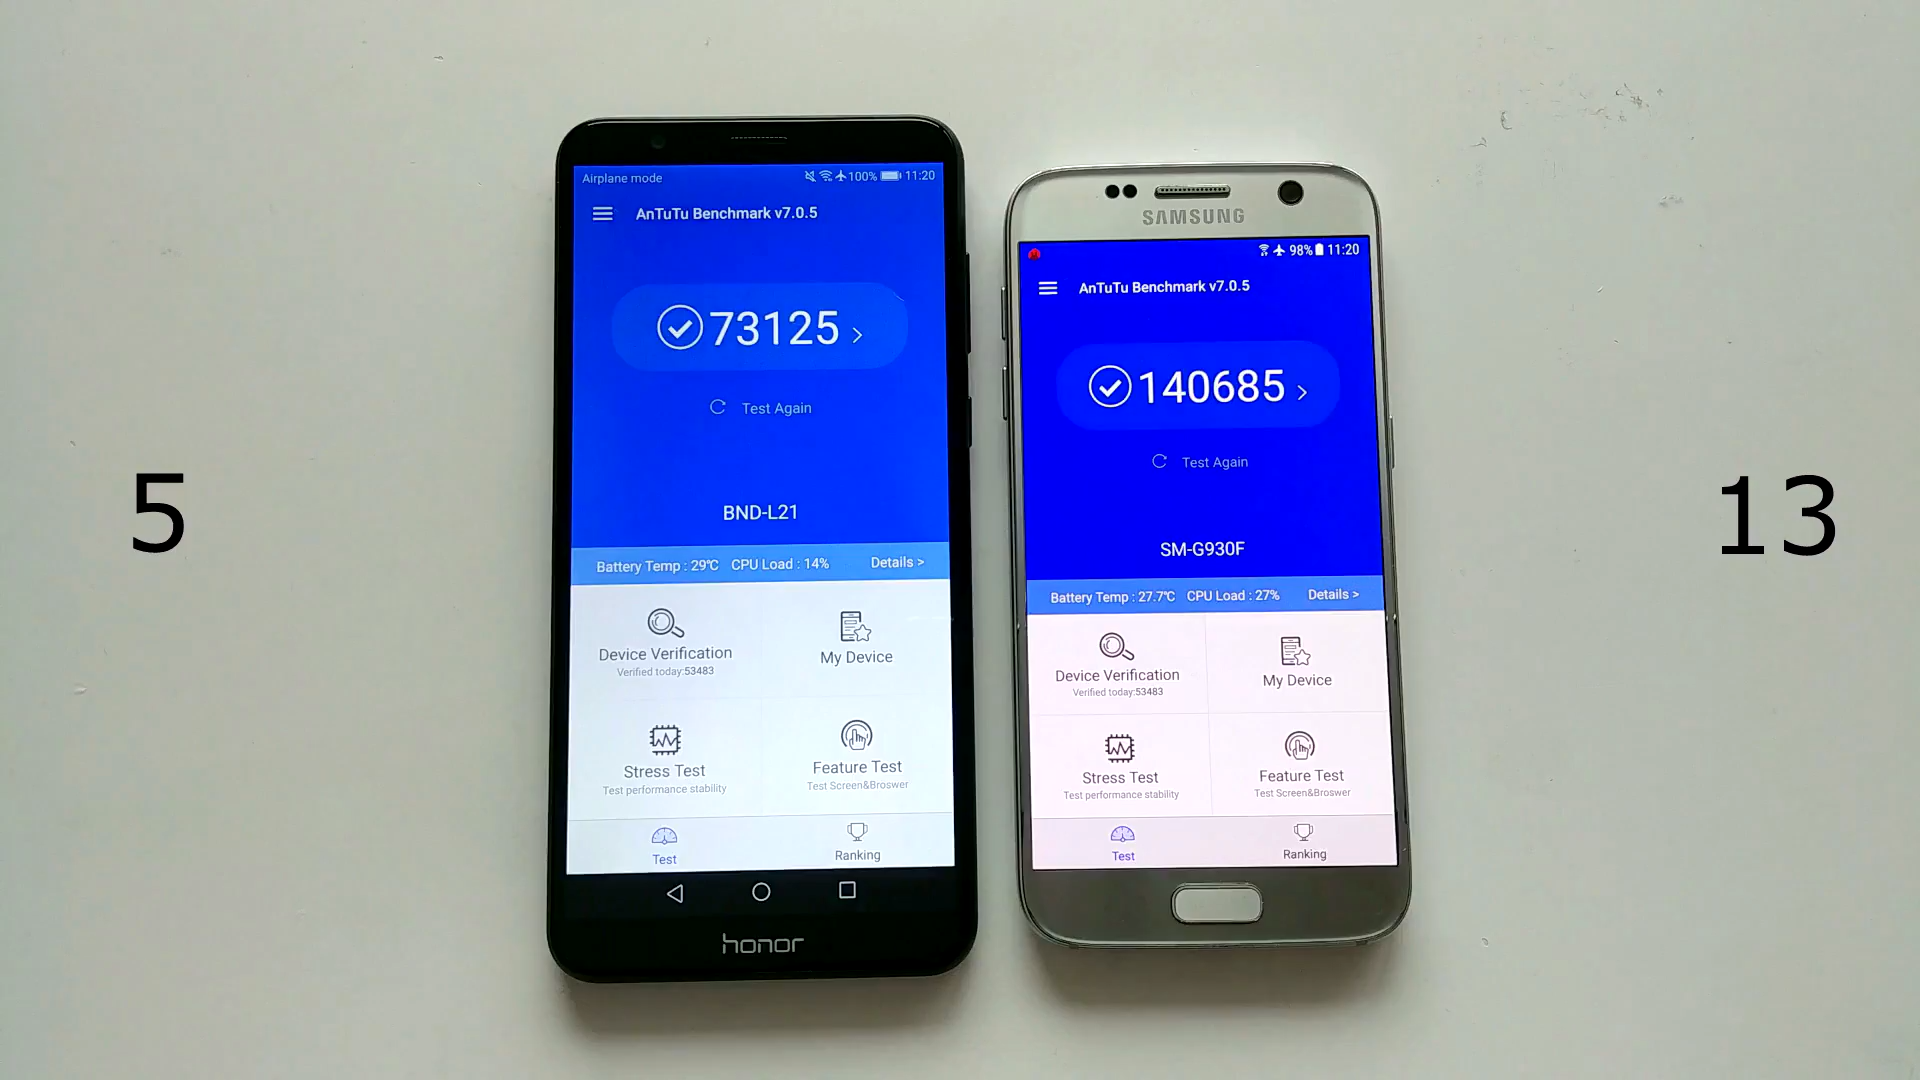 5
Airplane mode 100% 11:20
AnTuTu Benchmark v7.0.5
73125 >
Test Again
BND-L21
Battery Temp : 29℃ CPU Load : 14% Details >
Device Verification
Verified today:53483
My Device
Stress Test
Test performance stability
Feature Test
Test Screen&Broswer
Test
Ranking
honor
SAMSUNG
98% 11:20
AnTuTu Benchmark v7.0.5
140685 >
Test Again
SM-G930F
Battery Temp : 27.7℃ CPU Load : 27% Details >
Device Verification
Verified today:53483
My Device
Stress Test
Test performance stability
Feature Test
Test Screen&Broswer
Test
Ranking
13